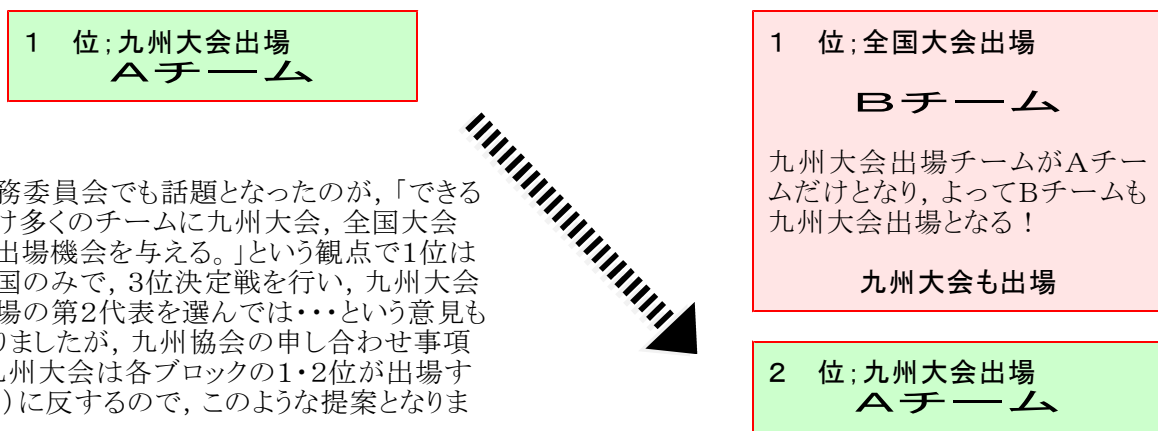 1　位;九州大会出場
Aチーム
務委員会でも話題となったのが,「できる
け多くのチームに九州大会, 全国大会
出場機会を与える。」という観点で1位は
国のみで, 3位決定戦を行い, 九州大会
場の第2代表を選んでは・・・という意見も
りましたが, 九州協会の申し合わせ事項
九州大会は各ブロックの1・2位が出場す
)に反するので, このような提案となりま
1　位;全国大会出場
Bチーム
九州大会出場チームがAチー
ムだけとなり, よってBチームも
九州大会出場となる！
九州大会も出場
2　位;九州大会出場
Aチーム